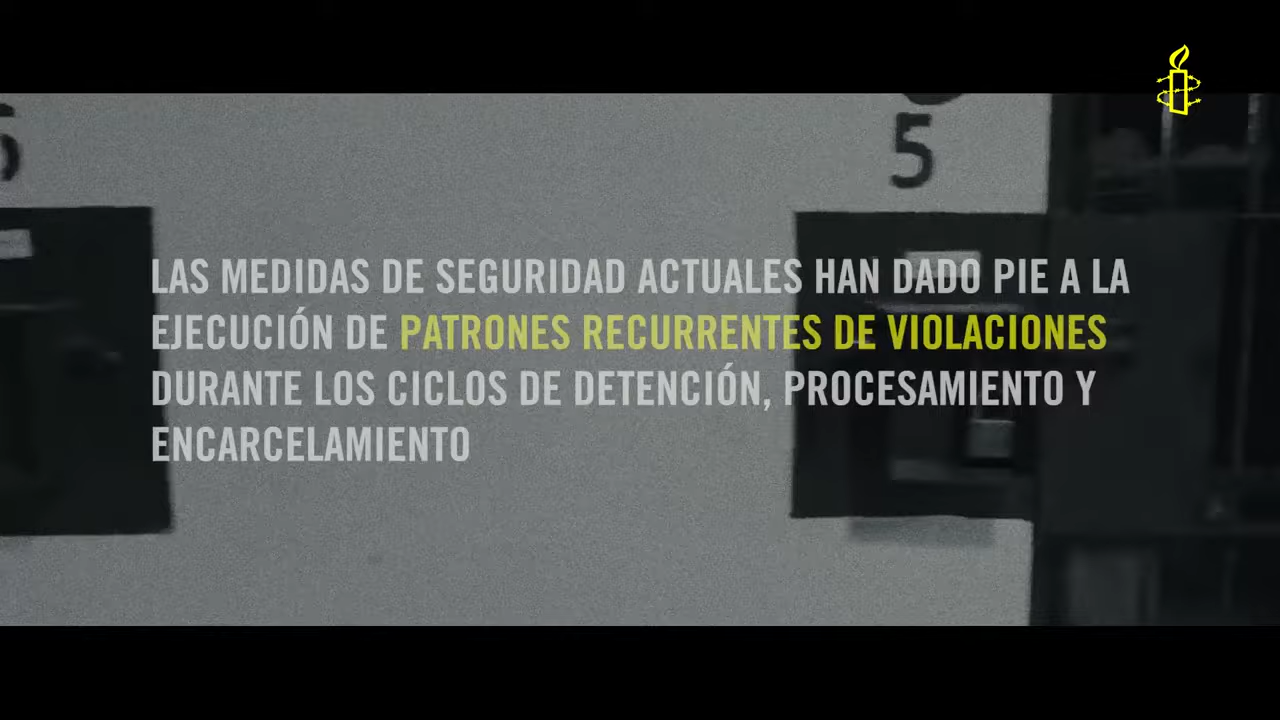 5
LAS MEDIDAS DE SEGURIDAD ACTUALES HAN DADO PIE A LA
EJECUCIÓN DE PATRONES RECURRENTES DE VIOLACIONES
DURANTE LOS CICLOS DE DETENCIÓN, PROCESAMIENTO Y
ENCARCELAMIENTO